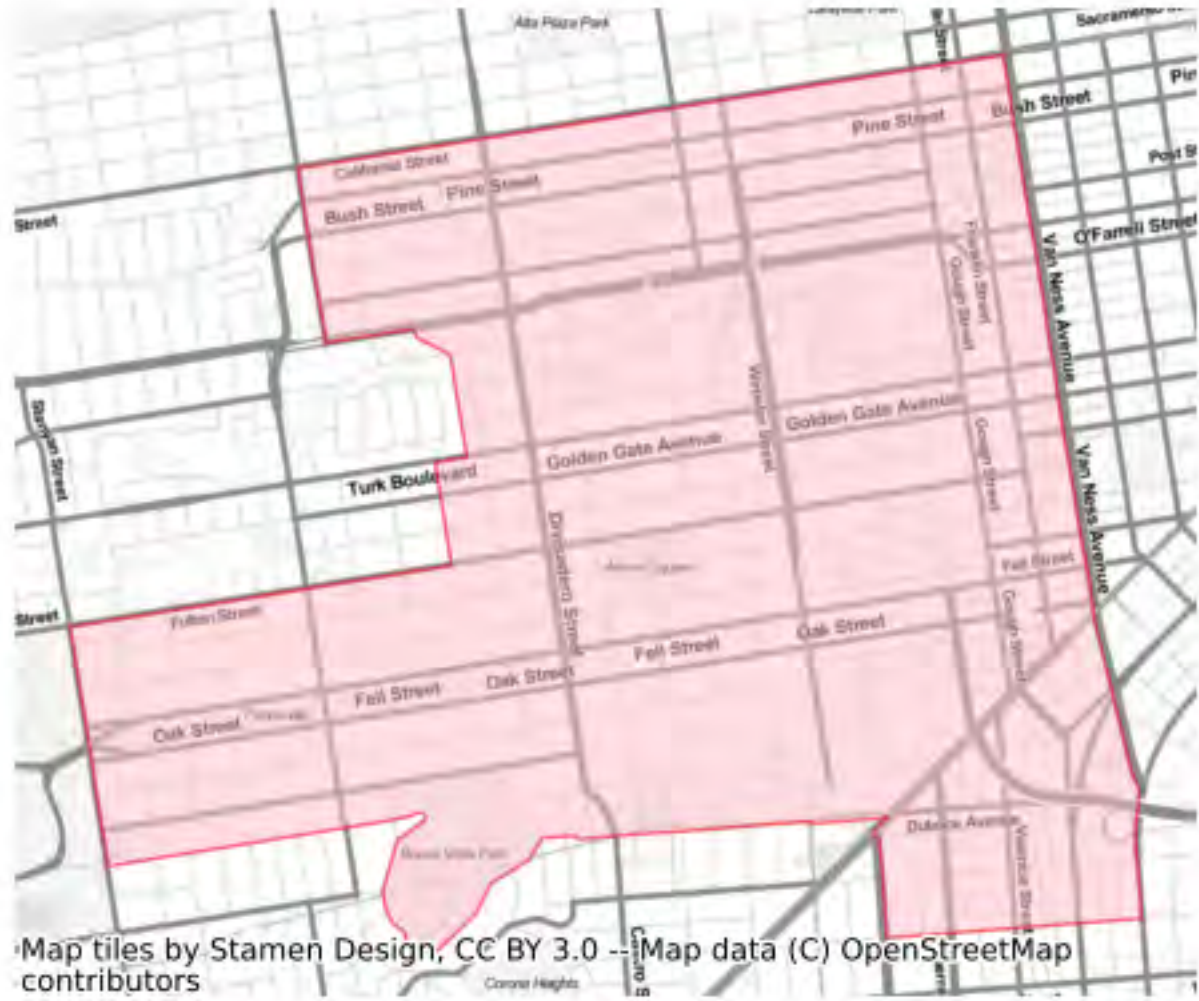 Alta Plaza Park
Sacramento
Pin
Bush Street
Pine Street
California Street
Post S
Pine Street
Bush Street
Street
O'Farrell Street
Franklin Street
Gough Street
Van Ness Avenue
Webster Street
Golden Gate Avenue
Stanyan Street
Golden Gate Avenue
Gough Street
Turk Boulevard
Van Ness Avenue
Divisadero Street
Fell Street
Street
Fulton Street
Gough Street
Oak Street
Fell Street
Oak Street
Fell Street
Oak Street
Duboce Avenue
Valencia Street
Buena Vista Park
Castro S
Map tiles by Stamen Design, CC BY 3.0 -- Map data (C) OpenStreetMap
contributors
Corona Heights